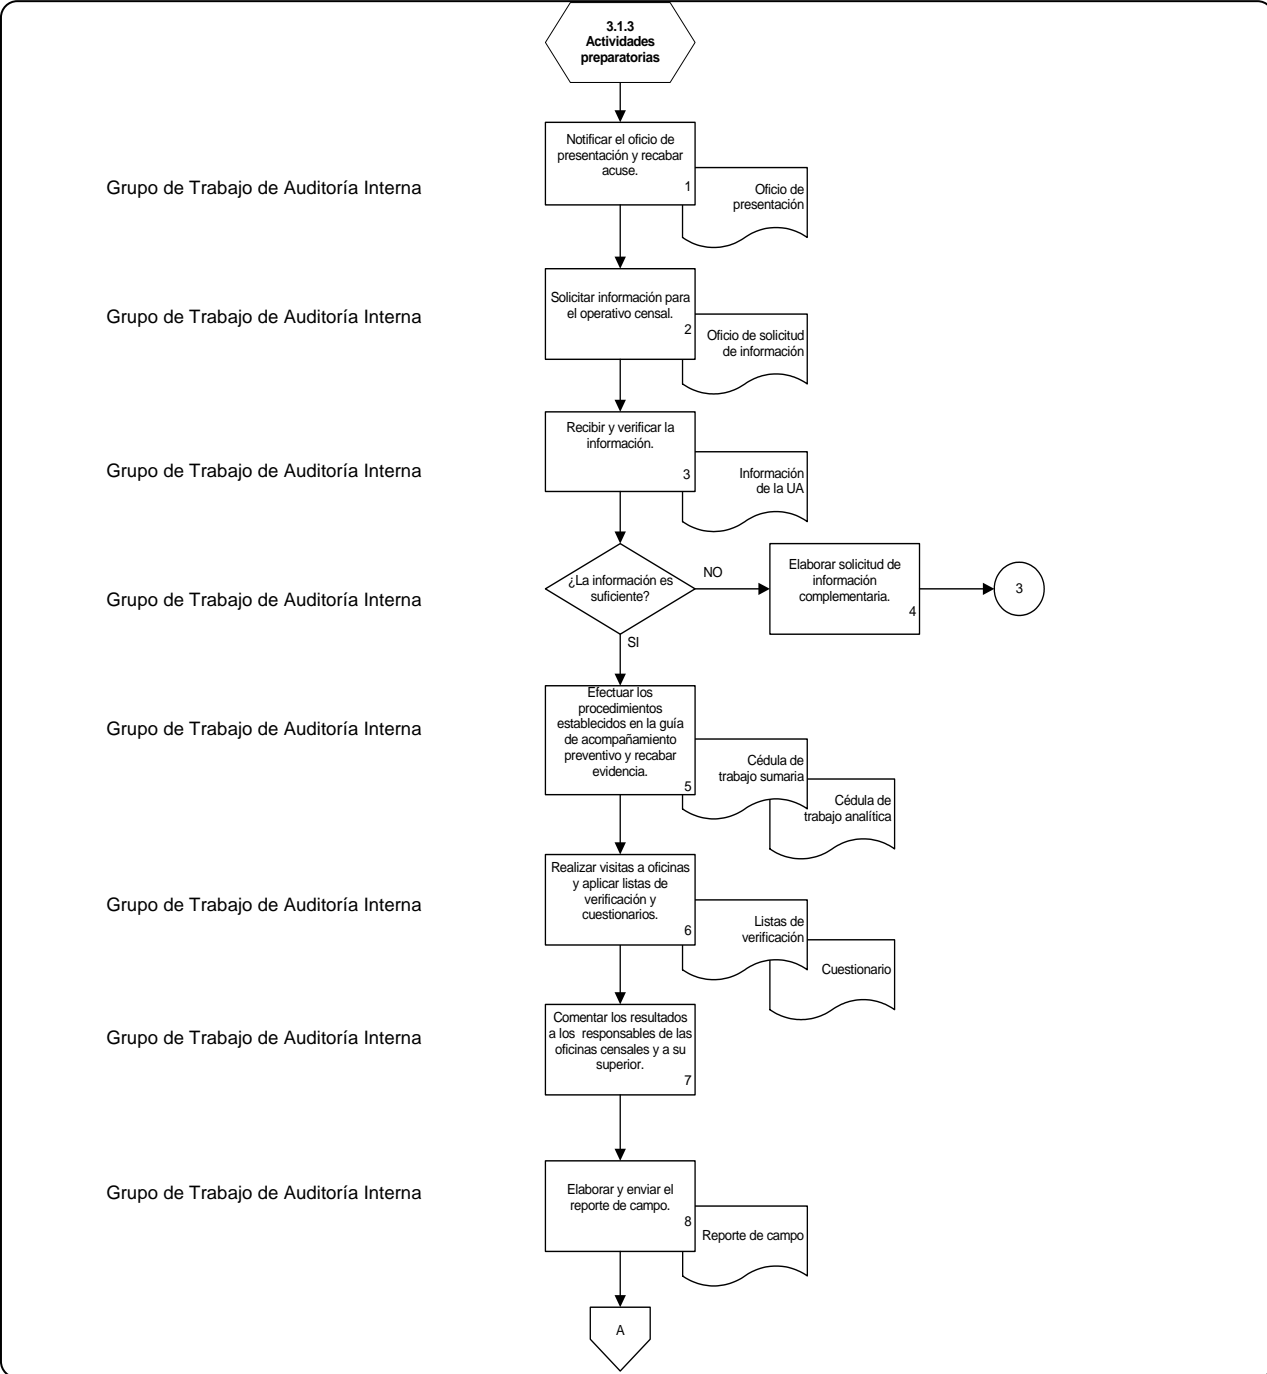 3.1.3
Actividades
preparatorias
Notificar el oficio de
presentación y recabar
acuse.
1
Grupo de Trabajo de Auditoría Interna
Oficio de
presentación
Solicitar información para
el operativo censal.
2
Grupo de Trabajo de Auditoría Interna
Oficio de solicitud
de información
Recibir y verificar la
información.
3
Grupo de Trabajo de Auditoría Interna
Información
de la UA
¿La información es
suficiente?
NO
SI
Elaborar solicitud de
información
complementaria.
4
3
Grupo de Trabajo de Auditoría Interna
Efectuar los
procedimientos
establecidos en la guía
de acompañamiento
preventivo y recabar
evidencia.
5
Grupo de Trabajo de Auditoría Interna
Cédula de
trabajo sumaria
Cédula de
trabajo analítica
Realizar visitas a oficinas
y aplicar listas de
verificación y
cuestionarios.
6
Grupo de Trabajo de Auditoría Interna
Listas de
verificación
Cuestionario
Comentar los resultados
a los responsables de las
oficinas censales y a su
superior.
7
Grupo de Trabajo de Auditoría Interna
Elaborar y enviar el
reporte de campo.
8
Grupo de Trabajo de Auditoría Interna
Reporte de campo
A